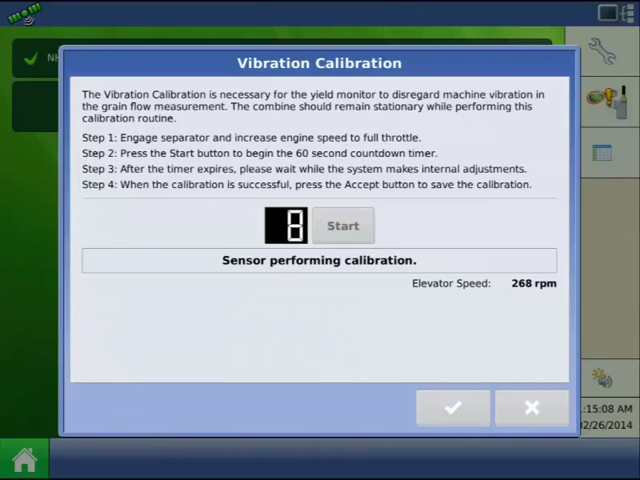 Vibration Calibration
The Vibration Calibration is necessary for the yield monitor to disregard machine vibration in
the grain flow measurement. The combine should remain stationary while performing this
calibration routine.
Step 1: Engage separator and increase engine speed to full throttle.
Step 2: Press the Start button to begin the 60 second countdown timer.
Step 3: After the timer expires, please wait while the system makes internal adjustments.
Step 4: When the calibration is successful, press the Accept button to save the calibration.
8 Start
Sensor performing calibration.
Elevator Speed: 268 rpm
:15:08 AM
02/26/2014